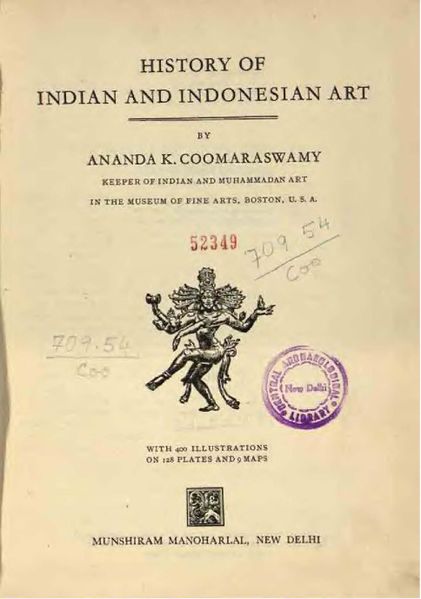 HISTORY OF
INDIAN AND INDONESIAN ART
BY
ANANDA K. COOMARASWAMY
KEEPER OF INDIAN AND MUHAMMADAN ART
IN THE MUSEUM OF FINE ARTS, BOSTON, U. S. A.
52349
709 54
Coo
709.54
Coo
CENTRAL ARCHAEOLOGICAL
New Delhi
LIBRARY
WITH 400 ILLUSTRATIONS
ON 128 PLATES AND 9 MAPS
MUNSHIRAM MANOHARLAL, NEW DELHI